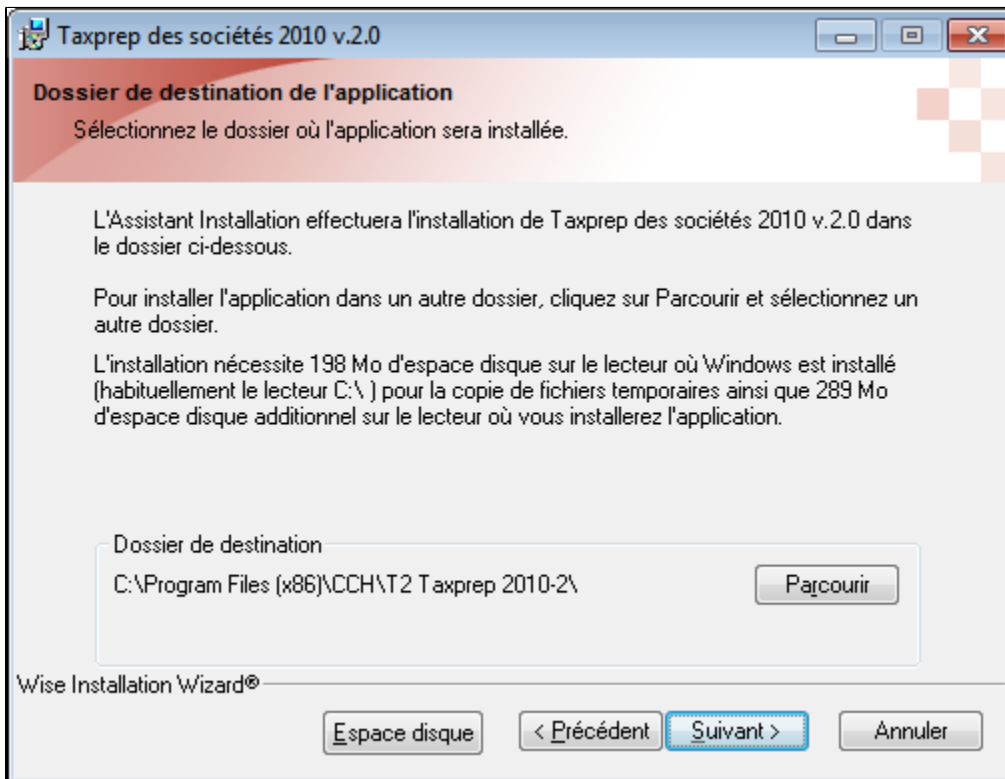 Taxprep des sociétés 2010 v.2.0
Dossier de destination de l'application
Sélectionnez le dossier où l'application sera installée.
L'Assistant Installation effectuera l'installation de Taxprep des sociétés 2010 v.2.0 dans
le dossier ci-dessous.
Pour installer l'application dans un autre dossier, cliquez sur Parcourir et sélectionnez un
autre dossier.
L'installation nécessite 198 Mo d'espace disque sur le lecteur où Windows est installé
(habituellement le lecteur C:\ ) pour la copie de fichiers temporaires ainsi que 289 Mo
d'espace disque additionnel sur le lecteur où vous installerez l'application.
Dossier de destination
C:\Program Files (x86)\CCH\T2 Taxprep 2010-2\
Parcourir
Wise Installation Wizard®
Espace disque
< Précédent
Suivant >
Annuler